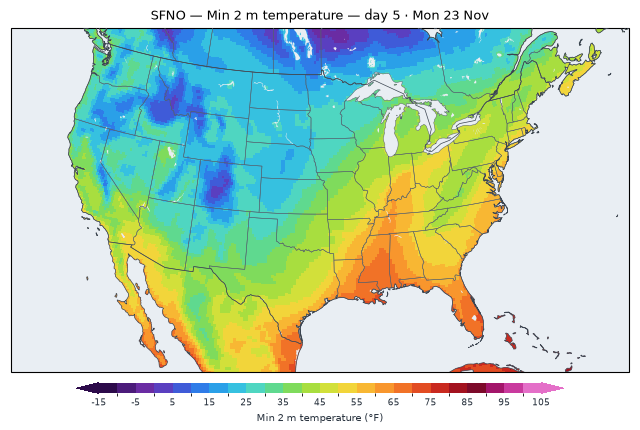 SFNO — Min 2 m temperature — day 5 · Mon 23 Nov
-15 -5 5 15 25 35 45 55 65 75 85 95 105
Min 2 m temperature (°F)